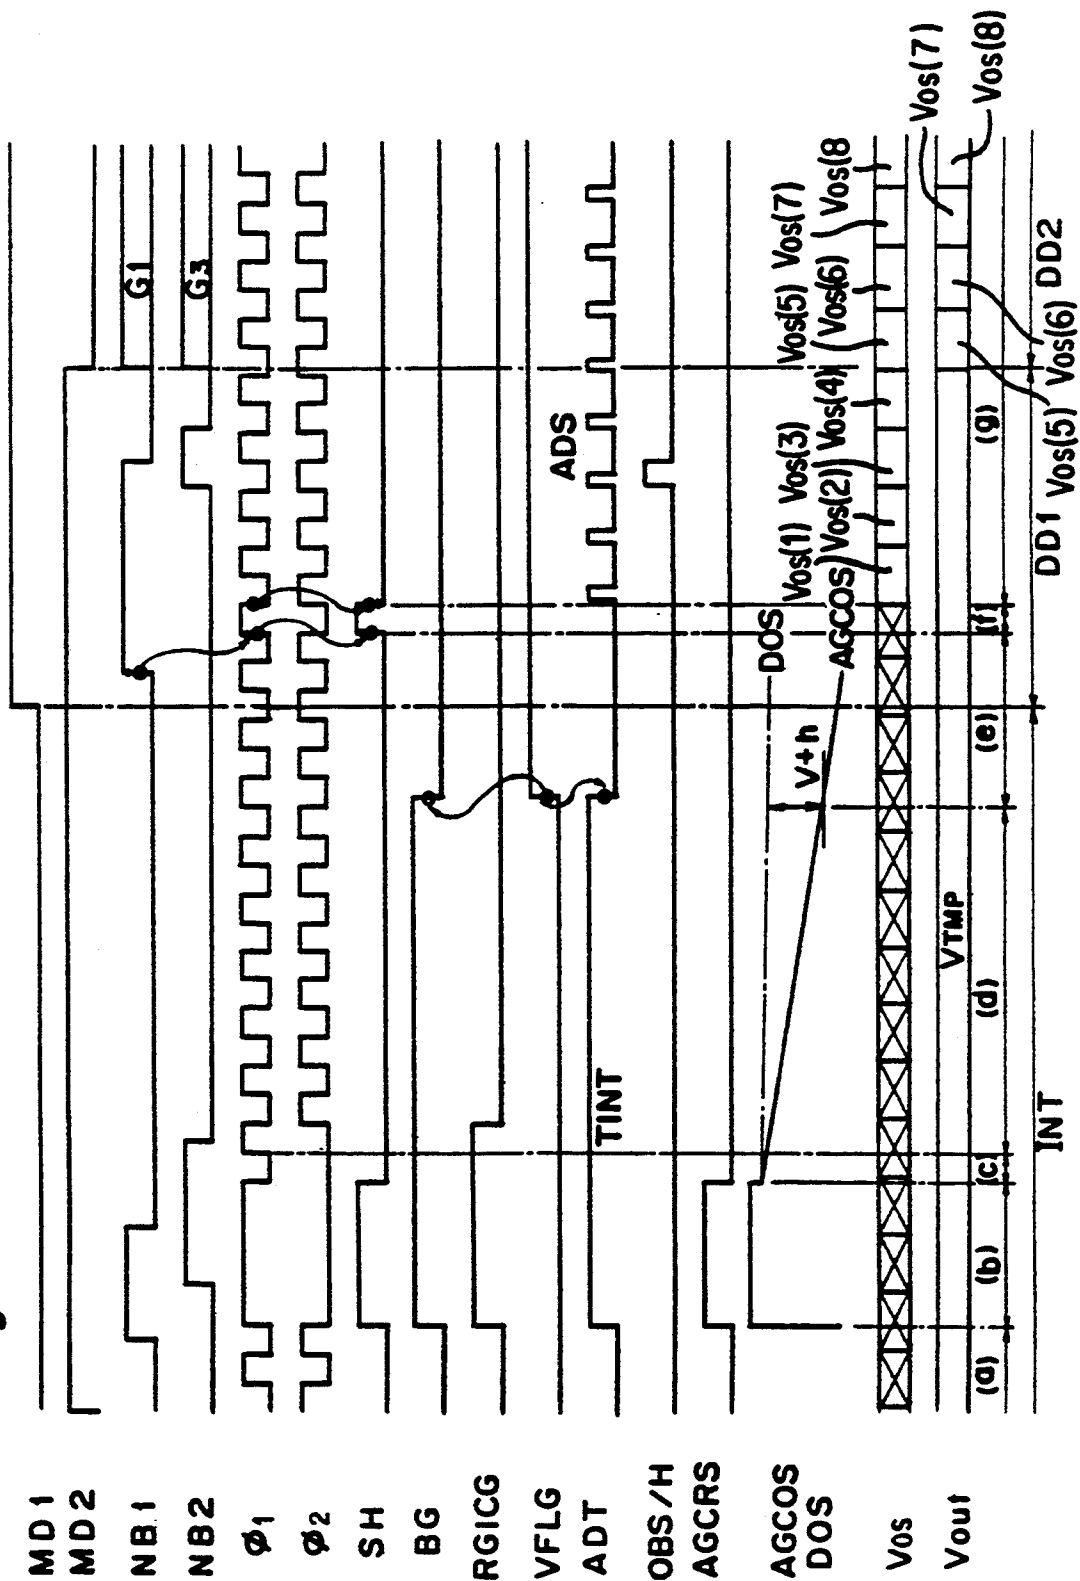 MD1
MD2
NB1
G1
NB2
G3
ø1
ø2
SH
BG
RGICG
VFLG
ADT
TINT
ADS
OBS/H
AGCRS
AGCOS
DOS
DOS
AGCOS
V+h
Vos
Vos(1)
Vos(2)
Vos(3)
Vos(4)
Vos(5)
Vos(6)
Vos(7)
Vos(8
Vout
VTMP
Vos(5)
Vos(6)
Vos(7)
Vos(8)
(a)
(b)
(c)
(d)
(e)
(f)
(g)
INT
DD1
DD2